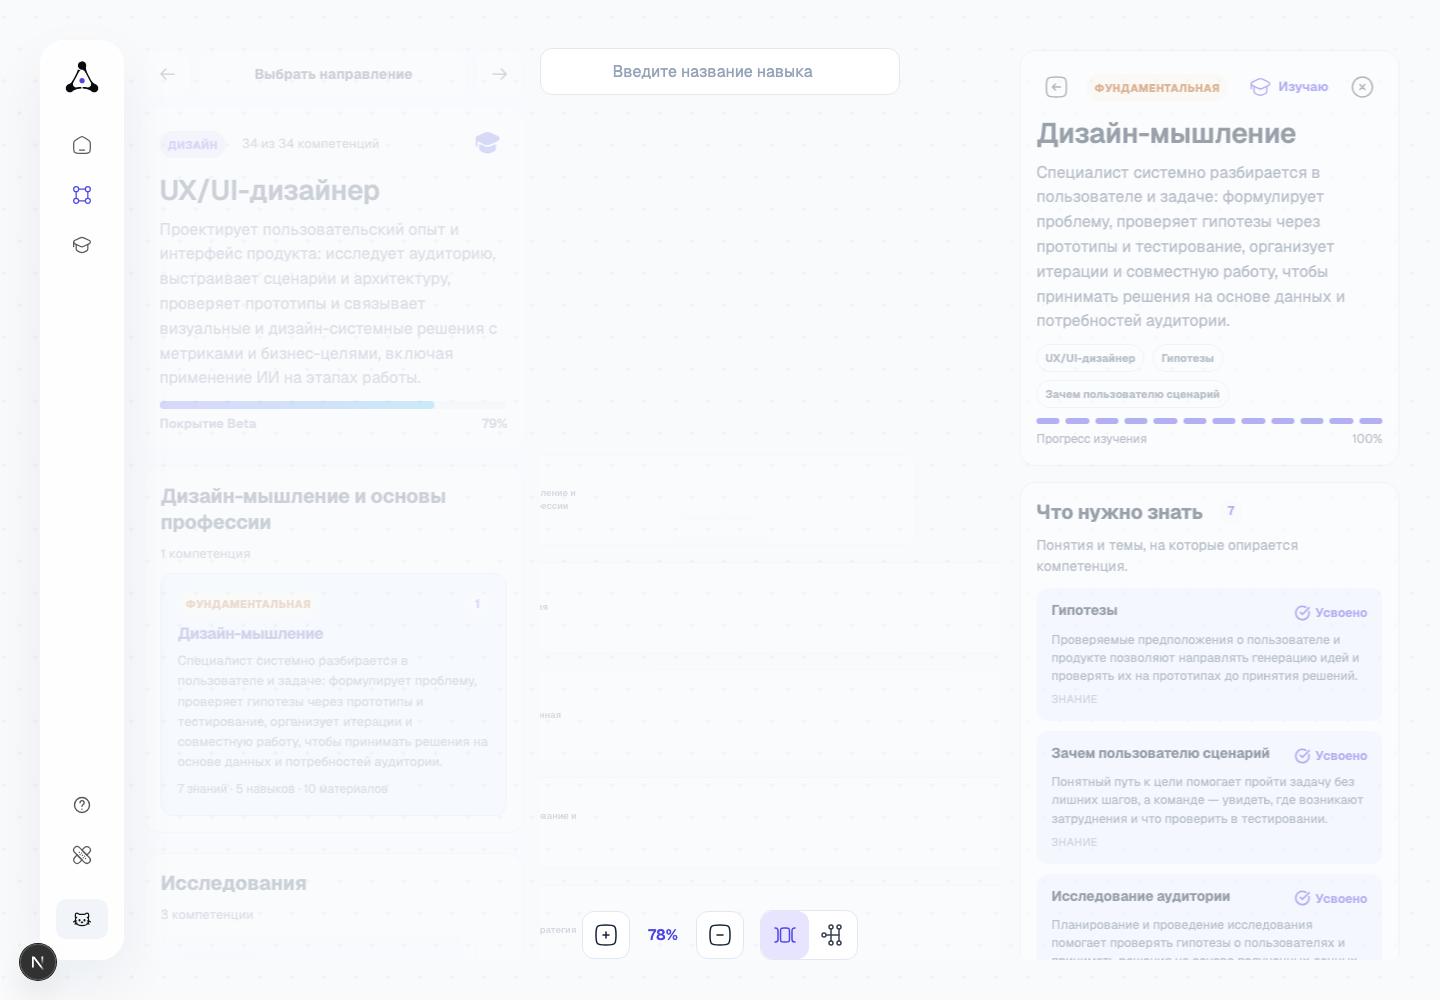 Выбрать направление
ДИЗАЙН
34 из 34 компетенций
UX/UI-дизайнер
Проектирует пользовательский опыт и
интерфейс продукта: исследует аудиторию,
выстраивает сценарии и архитектуру,
проверяет прототипы и связывает
визуальные и дизайн-системные решения с
метриками и бизнес-целями, включая
применение ИИ на этапах работы.
Покрытие Beta
79%
Дизайн-мышление и основы
профессии
1 компетенция
ФУНДАМЕНТАЛЬНАЯ
1
Дизайн-мышление
Специалист системно разбирается в
пользователе и задаче: формулирует проблему,
проверяет гипотезы через прототипы и
тестирование, организует итерации и
совместную работу, чтобы принимать решения на
основе данных и потребностей аудитории.
7 знаний · 5 навыков · 10 материалов
Исследования
3 компетенции
Введите название навыка
ление и
ессии
ия
нная
вание и
ратегия
78%
ФУНДАМЕНТАЛЬНАЯ
Изучаю
Дизайн-мышление
Специалист системно разбирается в
пользователе и задаче: формулирует
проблему, проверяет гипотезы через
прототипы и тестирование, организует
итерации и совместную работу, чтобы
принимать решения на основе данных и
потребностей аудитории.
UX/UI-дизайнер
Гипотезы
Зачем пользователю сценарий
Прогресс изучения
100%
Что нужно знать
7
Понятия и темы, на которые опирается
компетенция.
Гипотезы
Усвоено
Проверяемые предположения о пользователе и
продукте позволяют направлять генерацию идей и
проверять их на прототипах до принятия решений.
ЗНАНИЕ
Зачем пользователю сценарий
Усвоено
Понятный путь к цели помогает пройти задачу без
лишних шагов, а команде — увидеть, где возникают
затруднения и что проверить в тестировании.
ЗНАНИЕ
Исследование аудитории
Усвоено
Планирование и проведение исследования
помогает проверять гипотезы о пользователях и
N